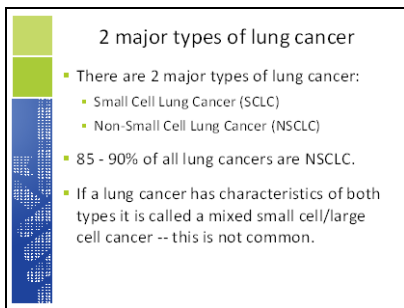 2 major types of lung cancer
There are 2 major types of lung cancer:
Small Cell Lung Cancer (SCLC)
Non-Small Cell Lung Cancer (NSCLC)
85 - 90% of all lung cancers are NSCLC.
If a lung cancer has characteristics of both
types it is called a mixed small cell/large
cell cancer -- this is not common.